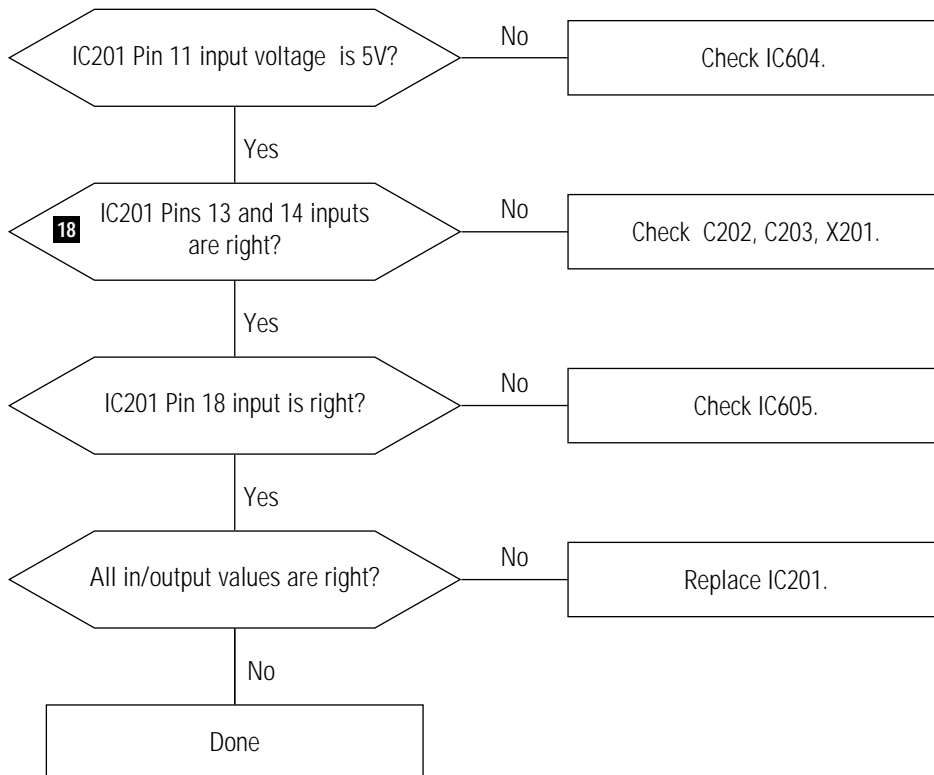 IC201 Pin 11 input voltage is 5V?
No
Check IC604.
Yes
18
IC201 Pins 13 and 14 inputs
are right?
No
Check C202, C203, X201.
Yes
IC201 Pin 18 input is right?
No
Check IC605.
Yes
All in/output values are right?
No
Replace IC201.
No
Done